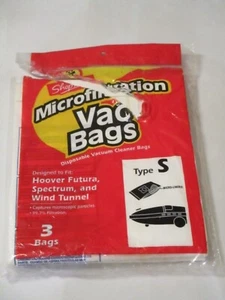 Microfiltration
Vac
Bags
Disposable Vacuum Cleaner Bags
Designed to fit:
Hoover Futura,
Spectrum, and
Wind Tunnel
3
Bags
Type S